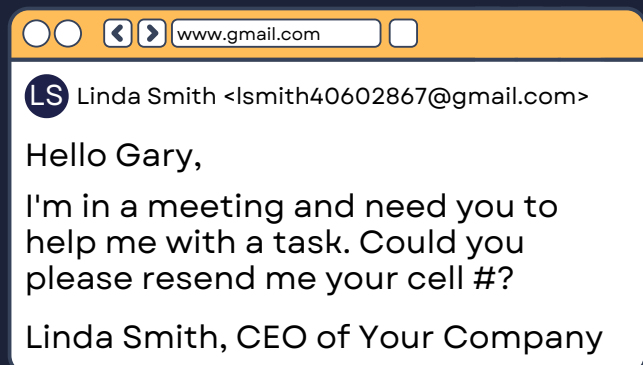 www.gmail.com
LS Linda Smith <lsmith40602867@gmail.com>
Hello Gary,
I'm in a meeting and need you to
help me with a task. Could you
please resend me your cell #?
Linda Smith, CEO of Your Company